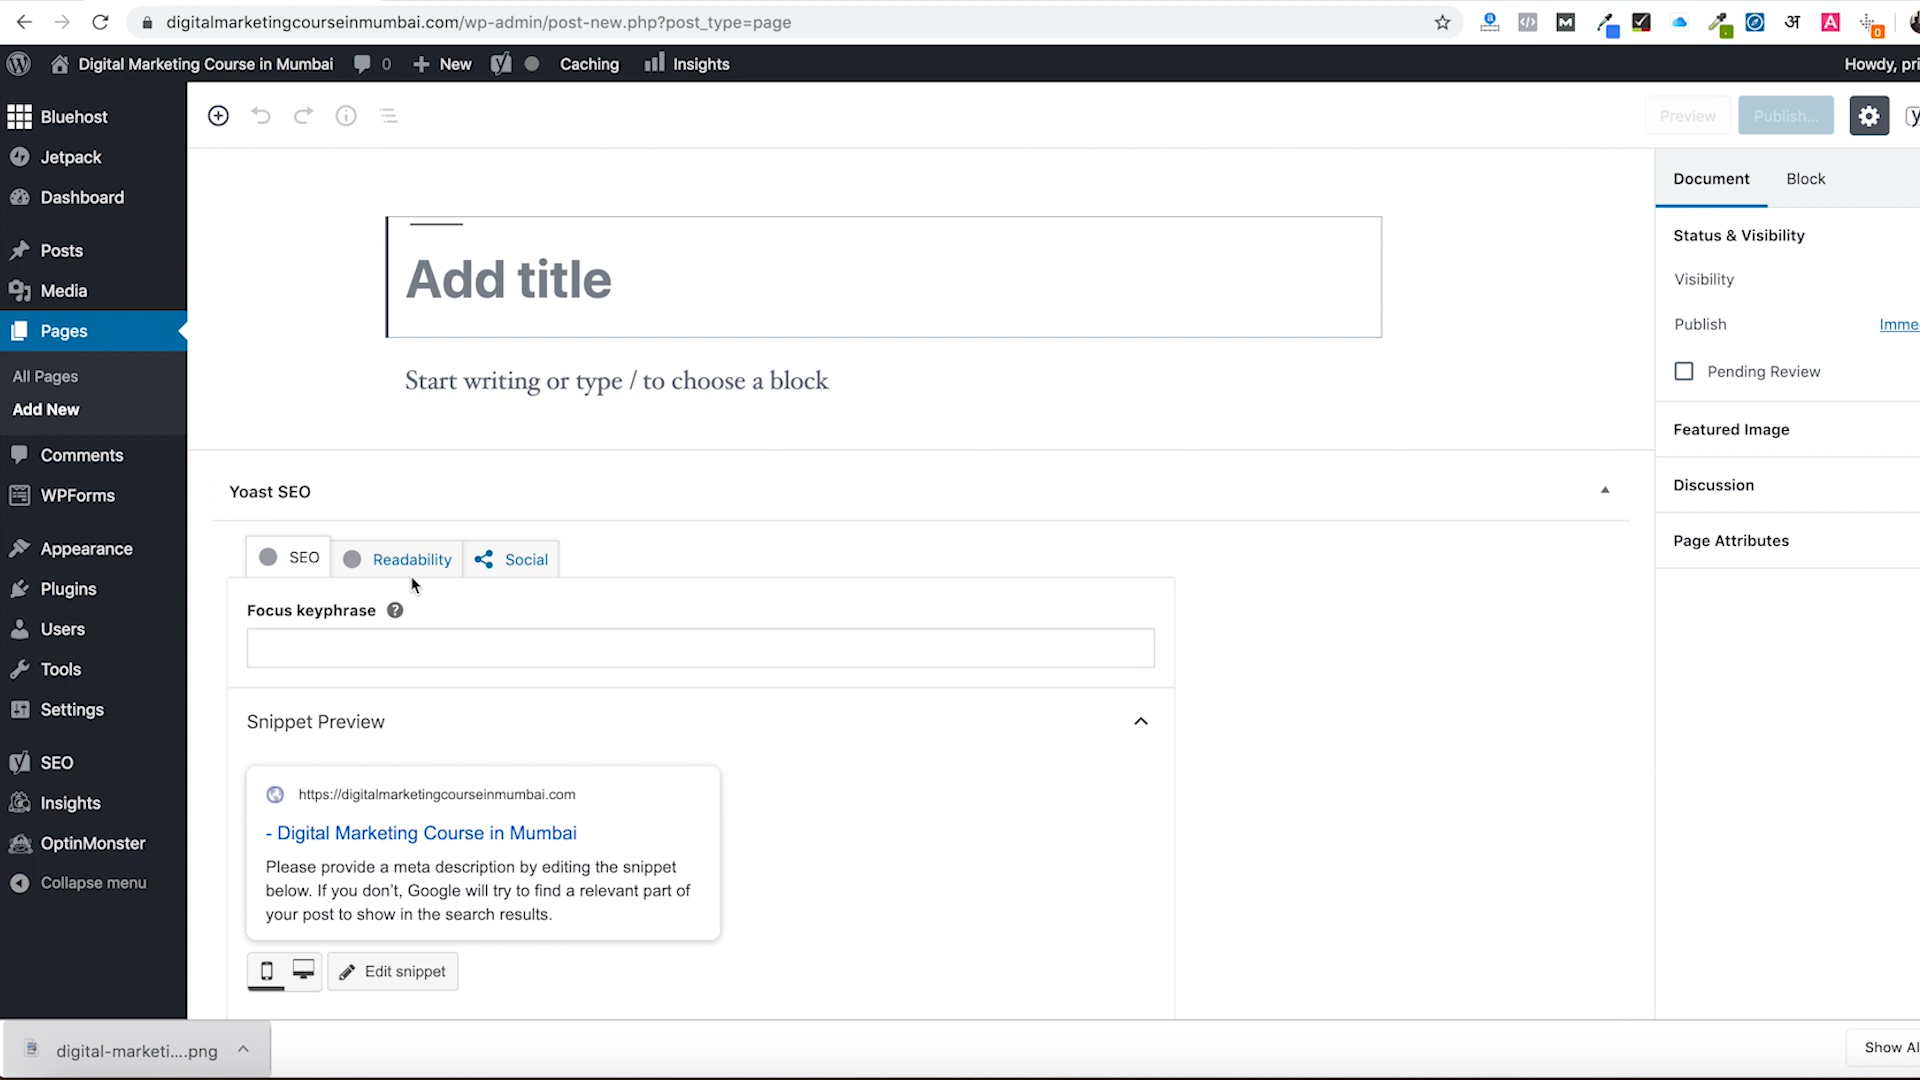 digitalmarketingcourseinmumbai.com/wp-admin/post-new.php?post_type=page
अ
A
0
Digital Marketing Course in Mumbai
0
New
Caching
Insights
Howdy, pri
Bluehost
Jetpack
Dashboard
Posts
Media
Pages
All Pages
Add New
Comments
WPForms
Appearance
Plugins
Users
Tools
Settings
SEO
Insights
OptinMonster
Collapse menu
Preview
Publish...
Add title
Start writing or type / to choose a block
Yoast SEO
SEO
Readability
Social
Focus keyphrase
Snippet Preview
https://digitalmarketingcourseinmumbai.com
- Digital Marketing Course in Mumbai
Please provide a meta description by editing the snippet
below. If you don't, Google will try to find a relevant part of
your post to show in the search results.
Edit snippet
Document
Block
Status & Visibility
Visibility
Publish
Imme
Pending Review
Featured Image
Discussion
Page Attributes
digital-marketi....png
Show Al